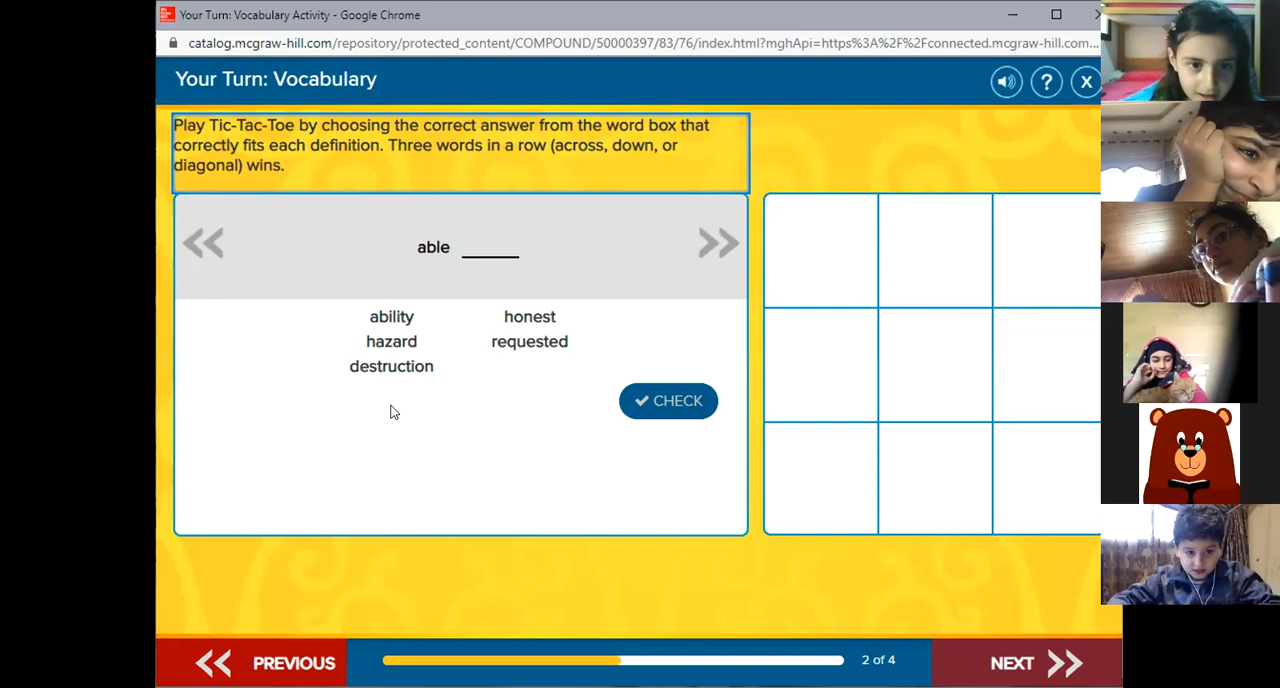 Your Turn: Vocabulary Activity - Google Chrome
catalog.mcgraw-hill.com/repository/protected_content/COMPOUND/50000397/83/76/index.html?mghApi=https%3A%2F%2Fconnected.mcgraw-hill.com...
Your Turn: Vocabulary
Play Tic-Tac-Toe by choosing the correct answer from the word box that
correctly fits each definition. Three words in a row (across, down, or
diagonal) wins.
able ______
ability honest
hazard requested
destruction
CHECK
PREVIOUS
2 of 4
NEXT